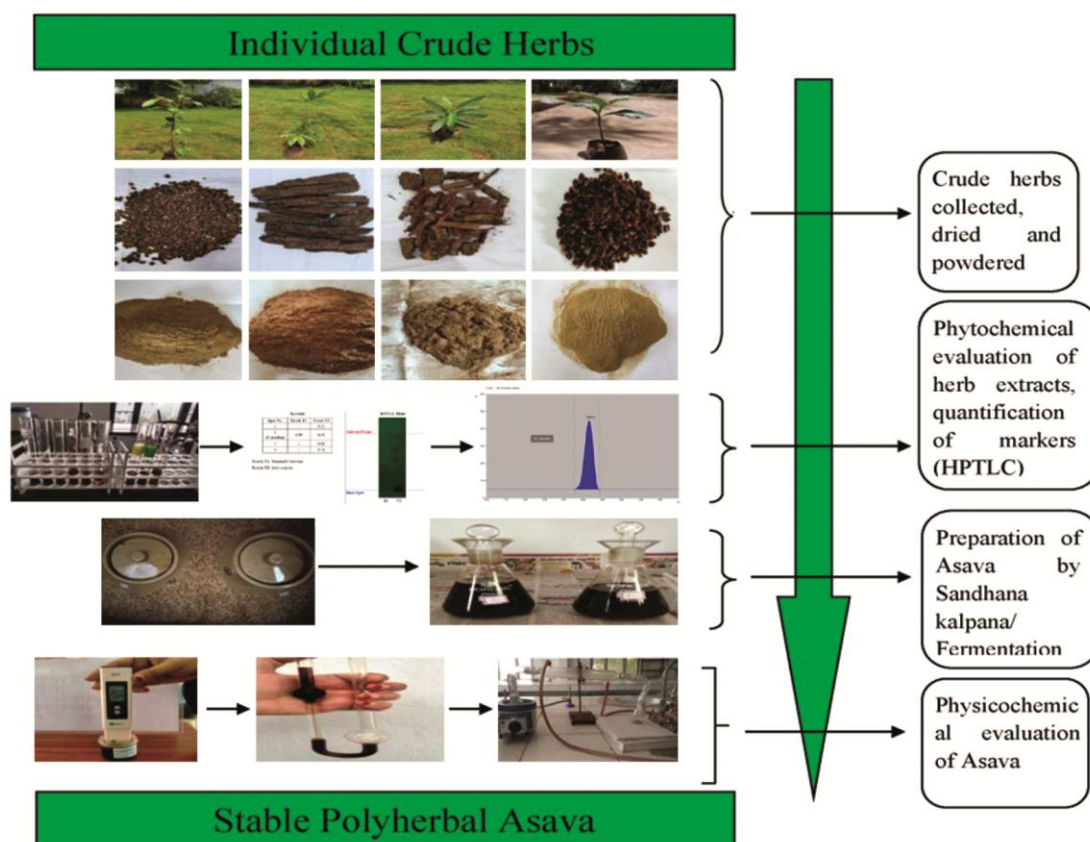 Individual Crude Herbs
Crude herbs
collected,
dried and
powdered
Phytochemical
evaluation of
herb extracts,
quantification
of markers
(HPTLC)
Preparation of
Asava by
Sandhana
kalpana/
Fermentation
Physicochemic
al evaluation
of Asava
Stable Polyherbal Asava